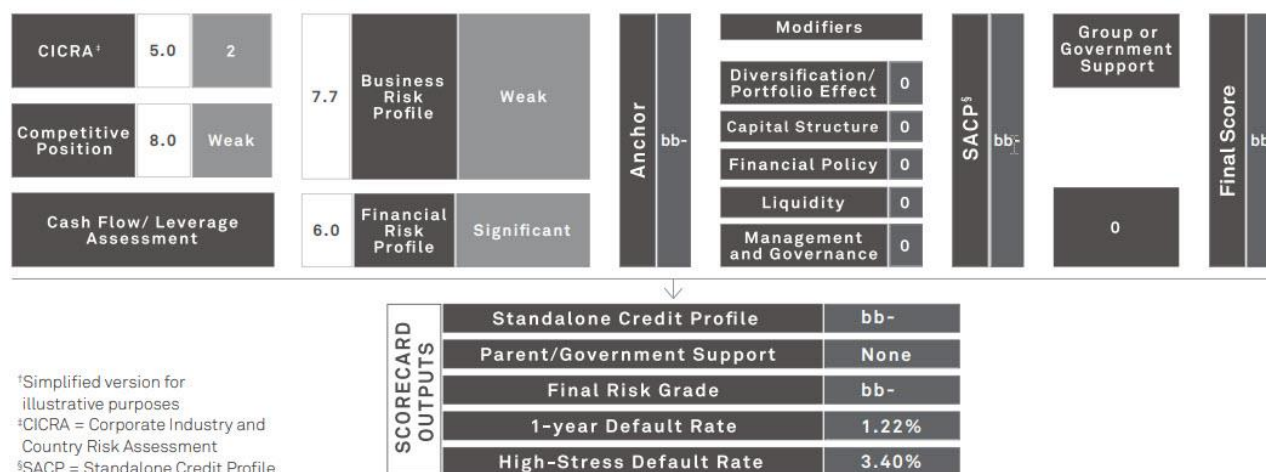 CICRA‡
5.0
2
Competitive
Position
8.0
Weak
Cash Flow/ Leverage
Assessment
7.7
Business
Risk
Profile
Weak
6.0
Financial
Risk
Profile
Significant
Anchor
bb-
Modifiers
Diversification/
Portfolio Effect
0
Capital Structure
0
Financial Policy
0
Liquidity
0
Management
and Governance
0
SACP§
bb-
Group or
Government
Support
0
Final Score
bb
SCORECARD
OUTPUTS
Standalone Credit Profile
bb-
Parent/Government Support
None
Final Risk Grade
bb-
1-year Default Rate
1.22%
High-Stress Default Rate
3.40%
†Simplified version for
illustrative purposes
‡CICRA = Corporate Industry and
Country Risk Assessment
§SACP = Standalone Credit Profile